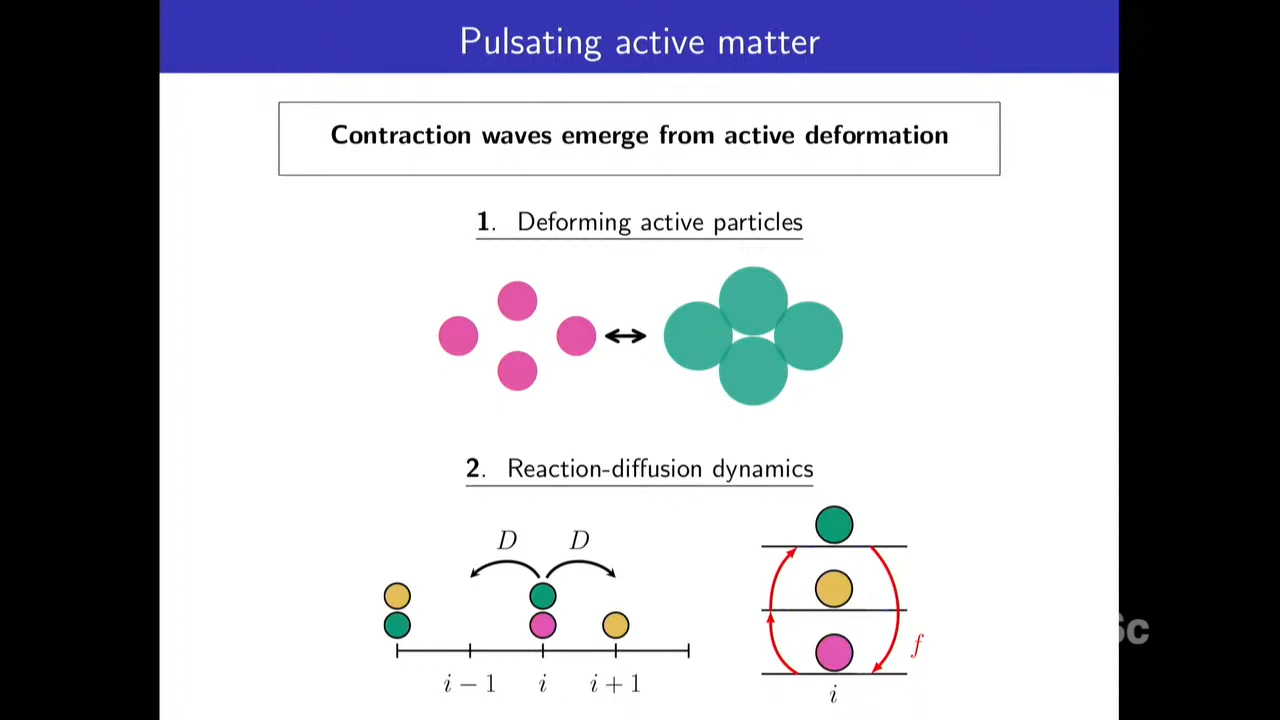 Pulsating active matter
Contraction waves emerge from active deformation
1. Deforming active particles
2. Reaction-diffusion dynamics
D D
f
i − 1 i i + 1
i